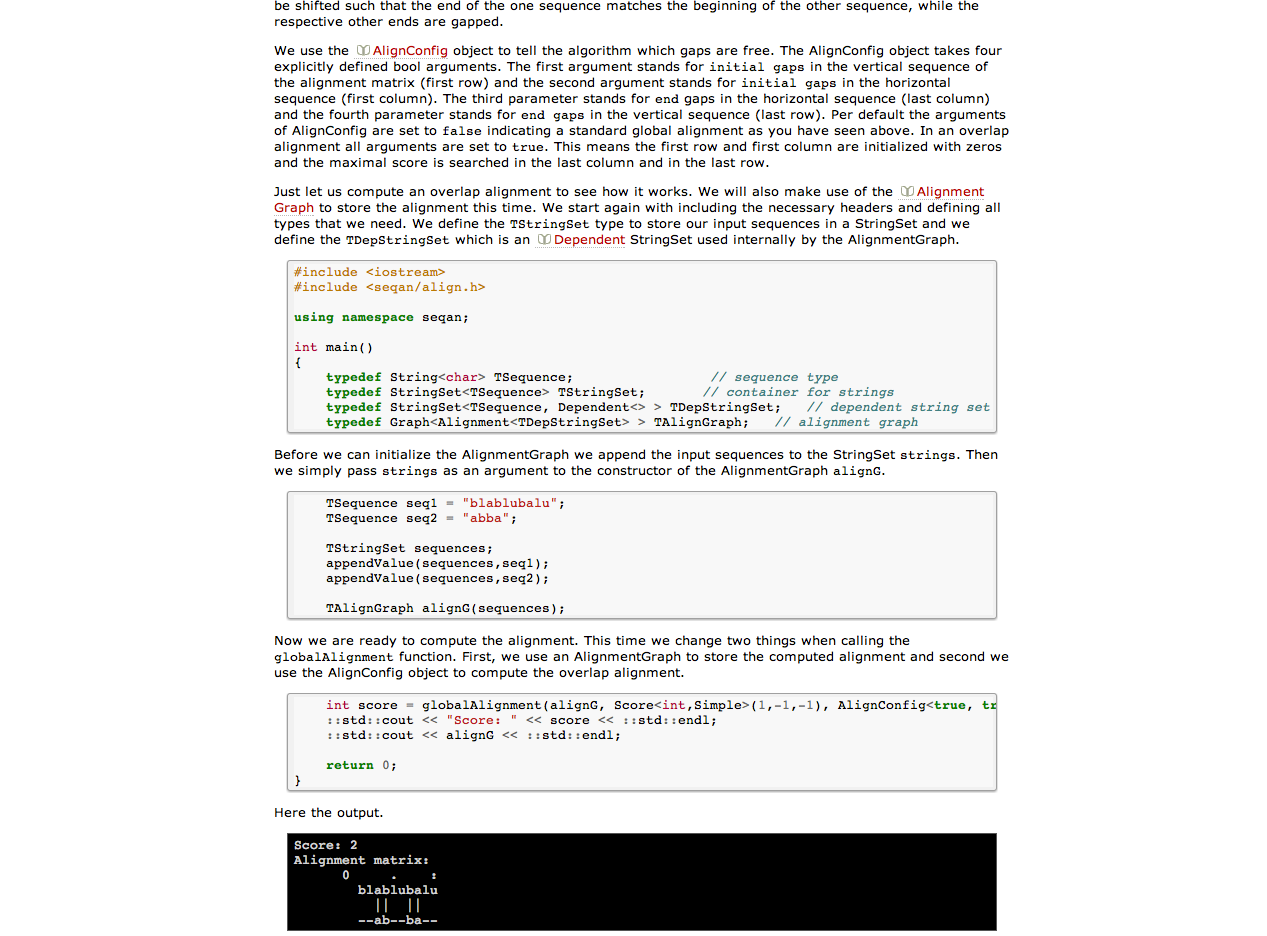 be shifted such that the end of the one sequence matches the beginning of the other sequence, while the
respective other ends are gapped.
We use the AlignConfig object to tell the algorithm which gaps are free. The AlignConfig object takes four
explicitly defined bool arguments. The first argument stands for initial gaps in the vertical sequence of
the alignment matrix (first row) and the second argument stands for initial gaps in the horizontal
sequence (first column). The third parameter stands for end gaps in the horizontal sequence (last column)
and the fourth parameter stands for end gaps in the vertical sequence (last row). Per default the arguments
of AlignConfig are set to false indicating a standard global alignment as you have seen above. In an overlap
alignment all arguments are set to true. This means the first row and first column are initialized with zeros
and the maximal score is searched in the last column and in the last row.
Just let us compute an overlap alignment to see how it works. We will also make use of the Alignment
Graph to store the alignment this time. We start again with including the necessary headers and defining all
types that we need. We define the TStringSet type to store our input sequences in a StringSet and we
define the TDepStringSet which is an Dependent StringSet used internally by the AlignmentGraph.
#include <iostream>
#include <seqan/align.h>
using namespace seqan;
int main()
{
    typedef String<char> TSequence;                 // sequence type
    typedef StringSet<TSequence> TStringSet;       // container for strings
    typedef StringSet<TSequence, Dependent<> > TDepStringSet;   // dependent string set
    typedef Graph<Alignment<TDepStringSet> > TAlignGraph;   // alignment graph
Before we can initialize the AlignmentGraph we append the input sequences to the StringSet strings. Then
we simply pass strings as an argument to the constructor of the AlignmentGraph alignG.
    TSequence seq1 = "blablubalu";
    TSequence seq2 = "abba";
    TStringSet sequences;
    appendValue(sequences,seq1);
    appendValue(sequences,seq2);
    TAlignGraph alignG(sequences);
Now we are ready to compute the alignment. This time we change two things when calling the
globalAlignment function. First, we use an AlignmentGraph to store the computed alignment and second we
use the AlignConfig object to compute the overlap alignment.
    int score = globalAlignment(alignG, Score<int,Simple>(1,-1,-1), AlignConfig<true, tr
    ::std::cout << "Score: " << score << ::std::endl;
    ::std::cout << alignG << ::std::endl;
    return 0;
}
Here the output.
Score: 2
Alignment matrix:
      0     .    :
        blablubalu
          ||  ||
        --ab--ba--